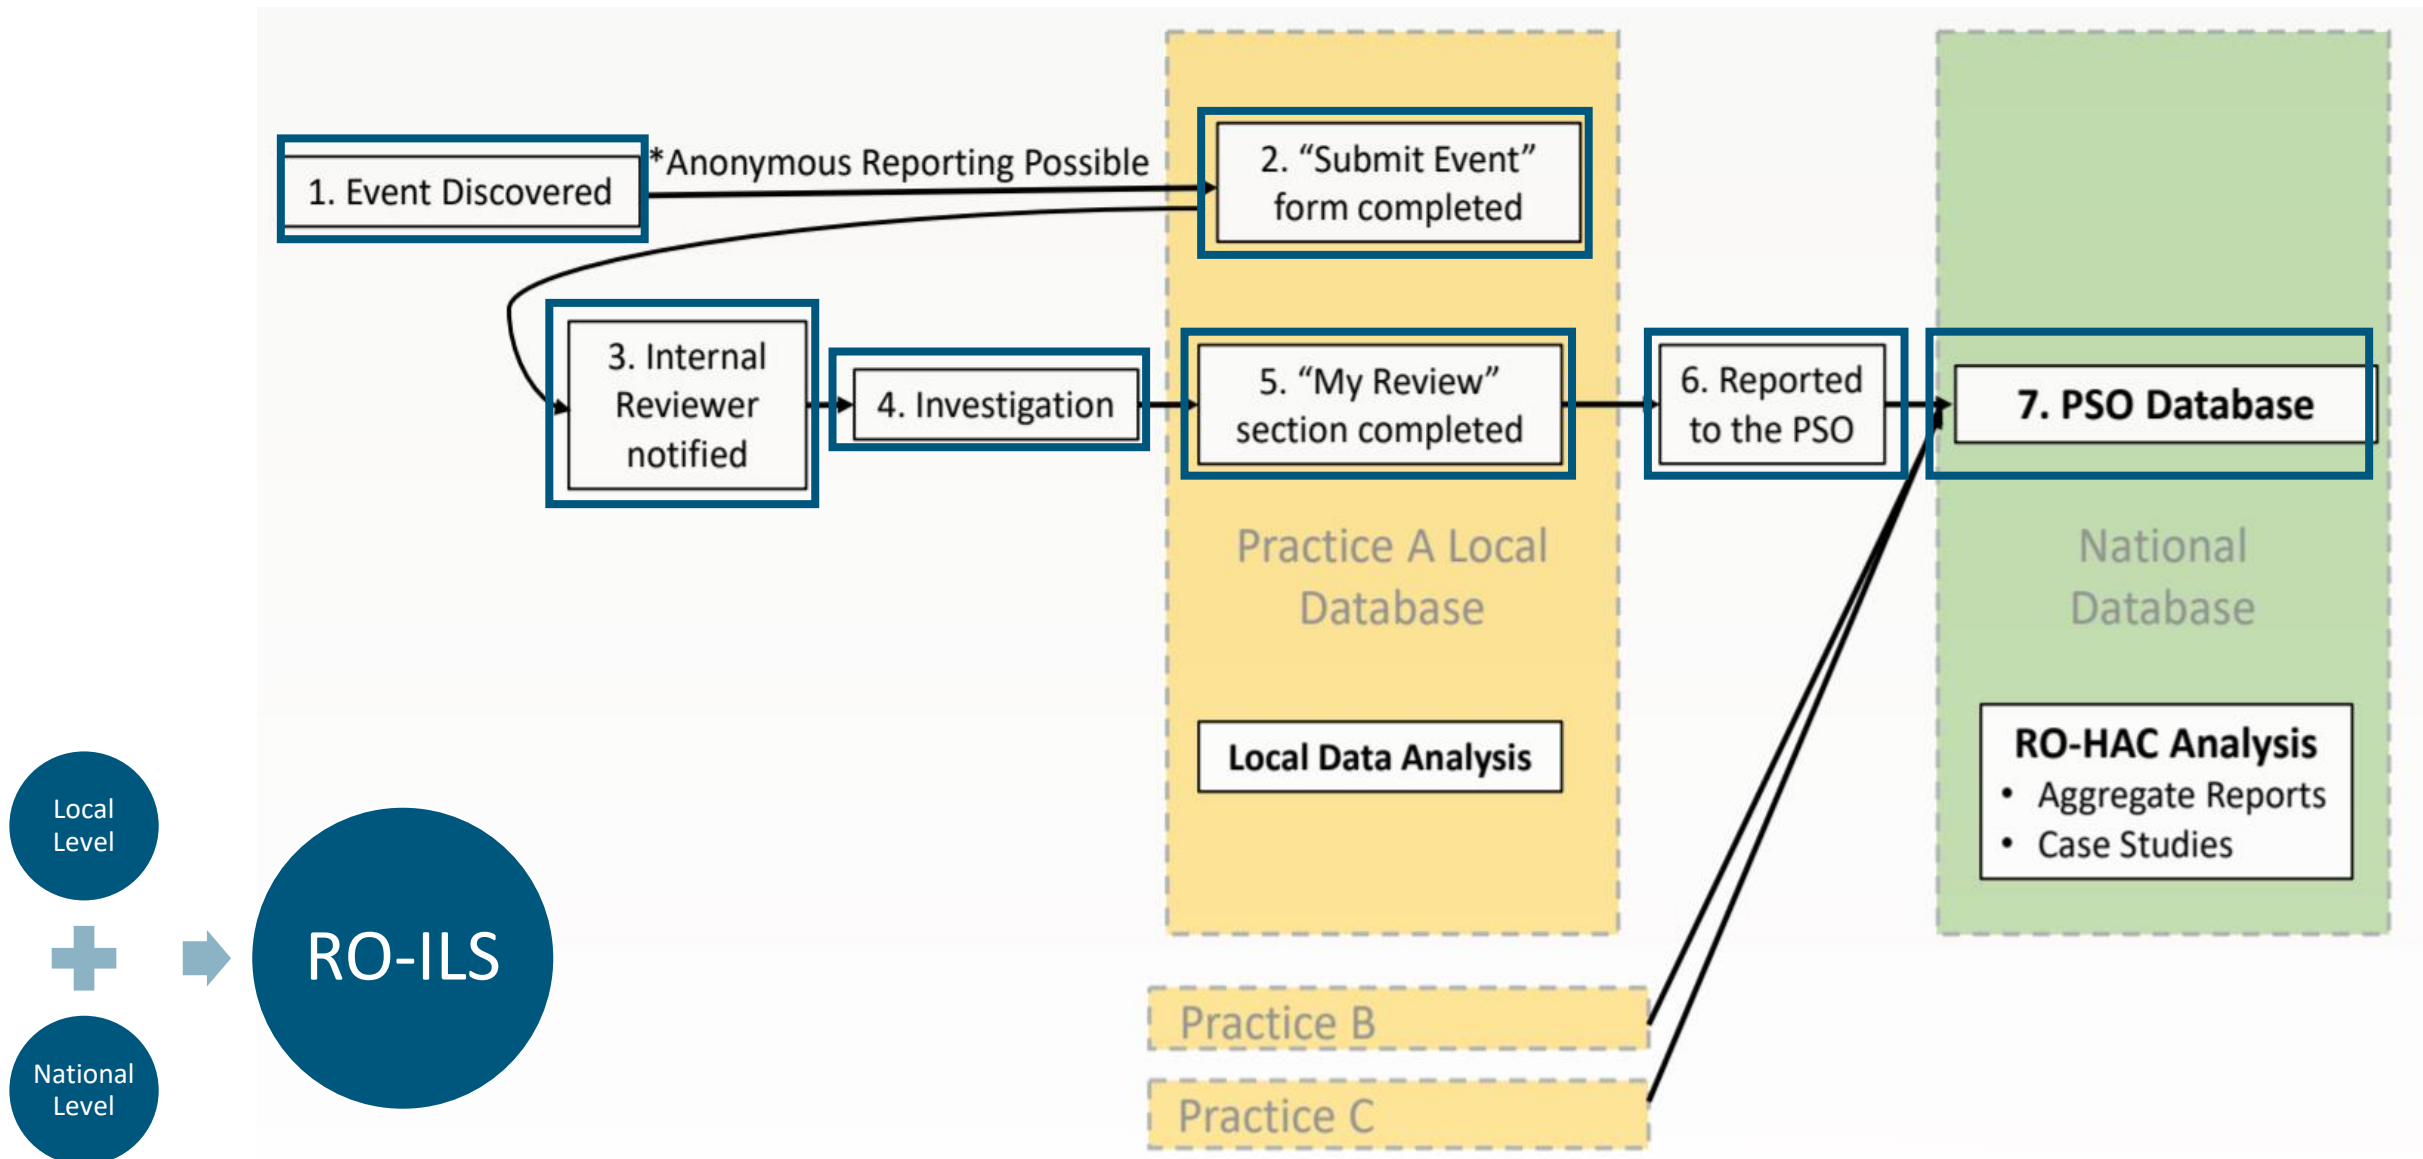 1. Event Discovered
*Anonymous Reporting Possible
2. “Submit Event”
form completed
3. Internal
Reviewer
notified
4. Investigation
5. “My Review”
section completed
6. Reported
to the PSO
7. PSO Database
Practice A Local
Database
National
Database
Local Data Analysis
RO-HAC Analysis
• Aggregate Reports
• Case Studies
Local
Level
RO-ILS
National
Level
Practice B
Practice C